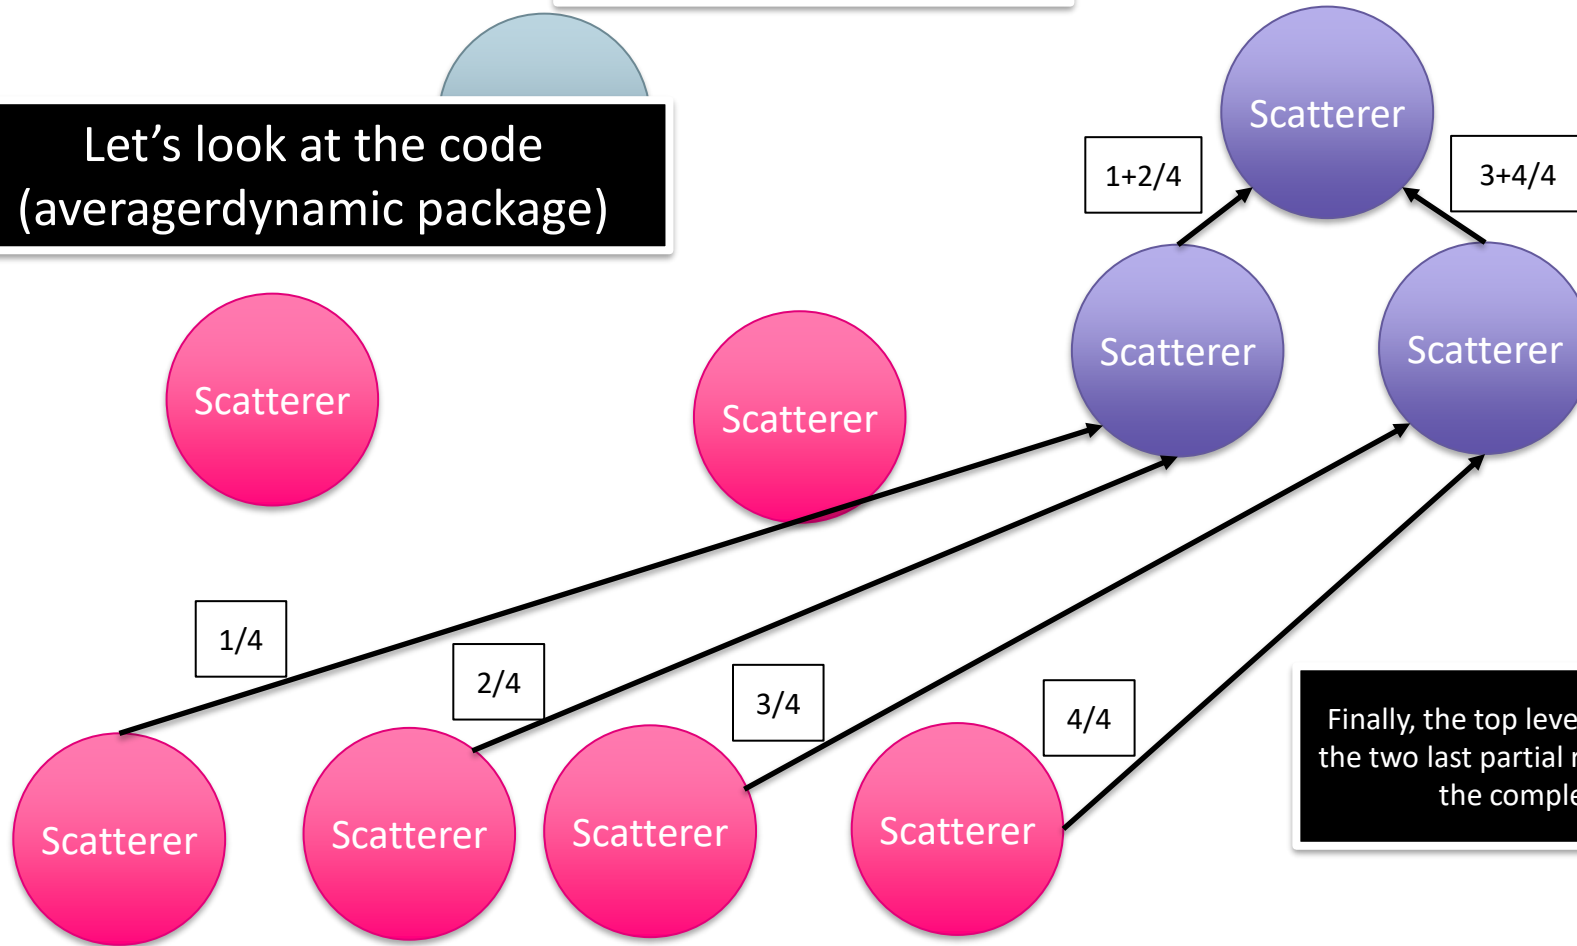 Let’s look at the code
(averagerdynamic package)
Scatterer
1+2/4
3+4/4
Scatterer
Scatterer
Scatterer
Scatterer
1/4
2/4
3/4
4/4
Scatterer
Scatterer
Scatterer
Scatterer
Finally, the top
the two last partial
the